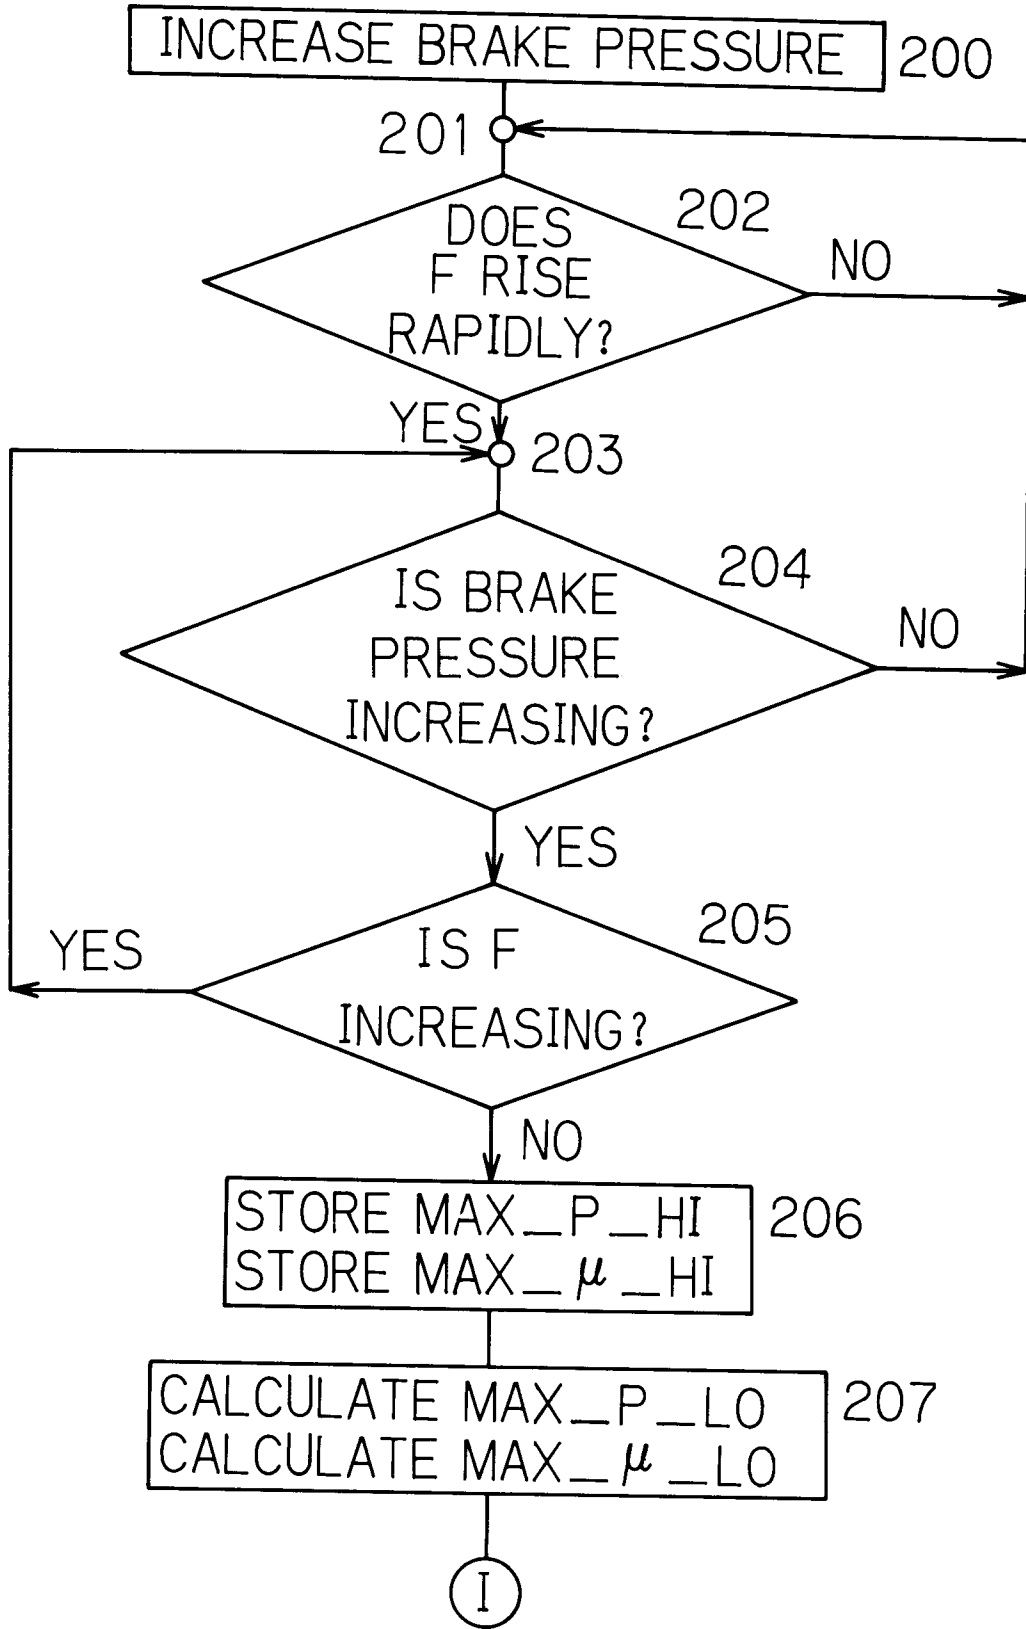 INCREASE BRAKE PRESSURE 200
201
202
DOES
F RISE
RAPIDLY?
NO
YES
203
204
IS BRAKE
PRESSURE
INCREASING?
NO
YES
205
IS F
INCREASING?
YES
NO
STORE MAX_P_HI 206
STORE MAX_μ_HI
CALCULATE MAX_P_LO 207
CALCULATE MAX_μ_LO
I